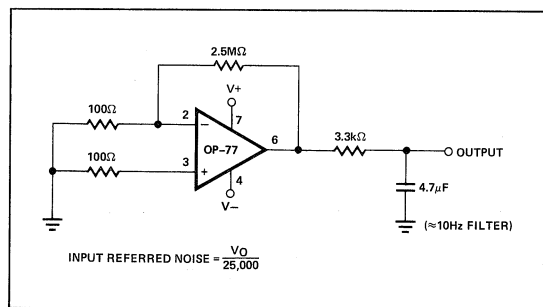 2.5MΩ
V+
100Ω
2
−
7
OP-77
6
3.3kΩ
OUTPUT
100Ω
3
+
4
V−
4.7μF
(≈10Hz FILTER)
INPUT REFERRED NOISE = VO
25,000